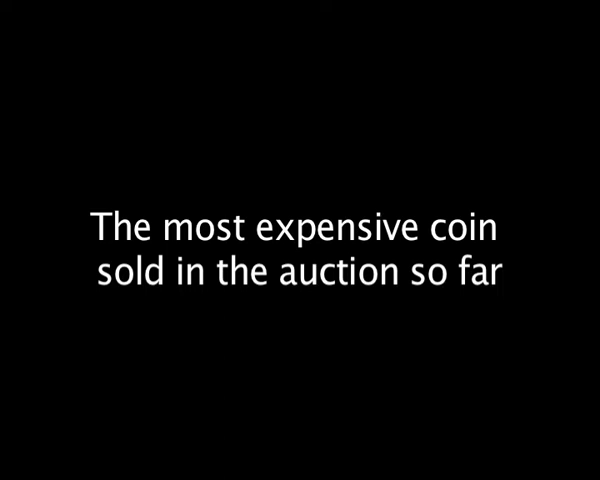 The most expensive coin
sold in the auction so far